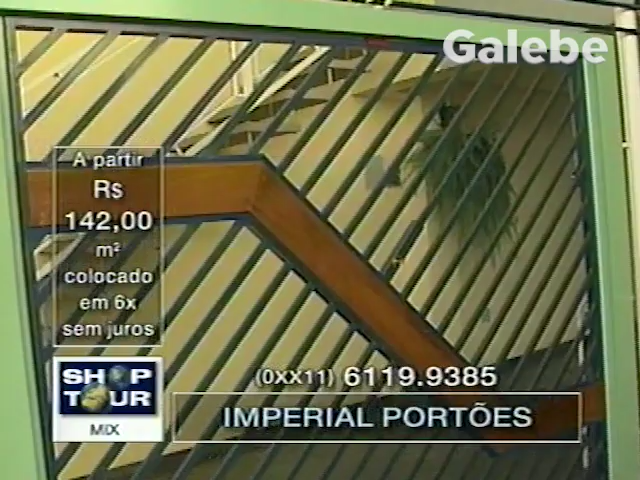 Galebe
A partir
R$
142,00
m²
colocado
em 6x
sem juros
SHOP
TOUR
MIX
(0XX11) 6119.9385
IMPERIAL PORTÕES